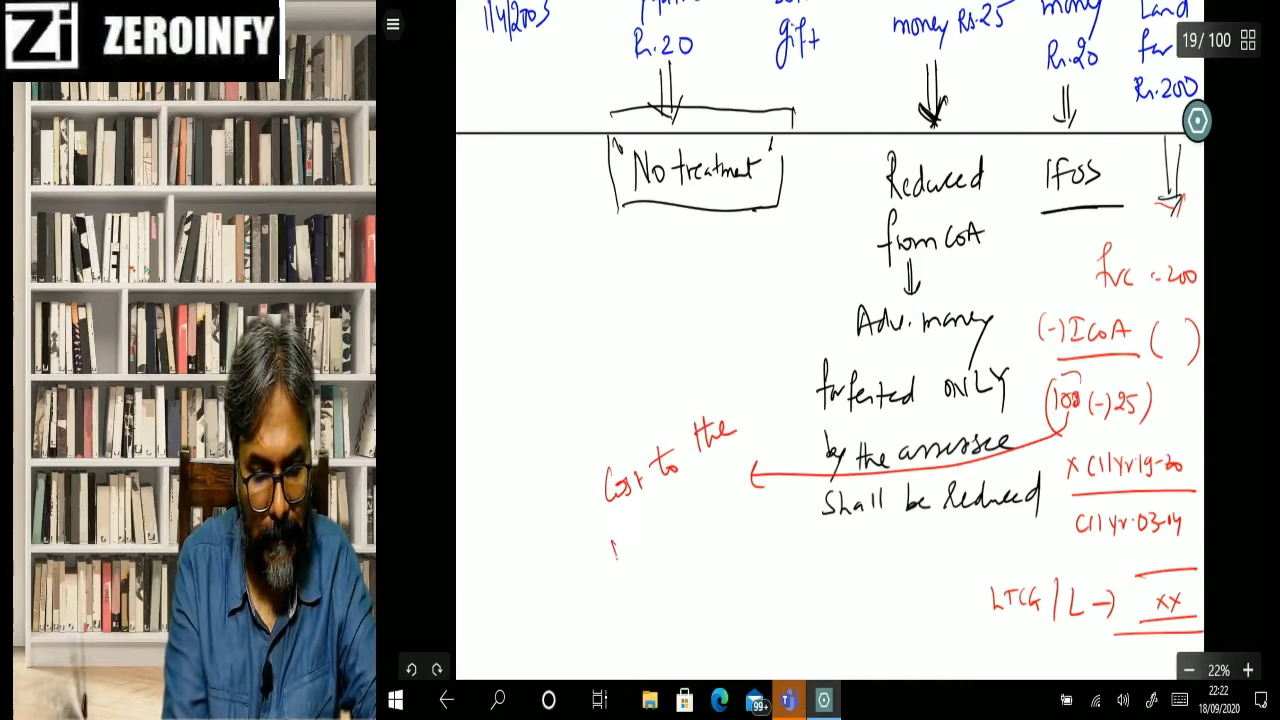 Zi ZEROINFY
19/100
1/4/2003
Rs.20
gift
money Rs.25
money
Rs.20
Land
for
Rs.200
"No treatment"
Reduced
from CoA
IFOS
Adv. money
forfeited ONLY
by the assessee
shall be Reduced
fvc - 200
(-) ICoA ( )
(100 (-) 25)
x CII Yr 19-20
CII yr. 03-04
LTCG / L → xx
Cost to the
22%
99+
22:22
18/09/2020